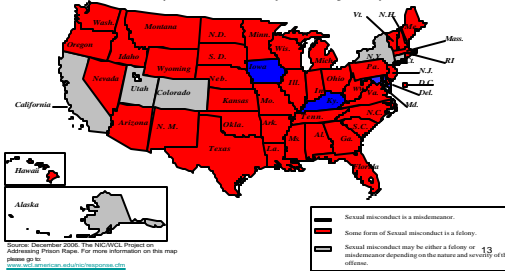 Vt.
N.H.
Wash.
Montana
N.D.
Minn.
Mass.
Oregon
Idaho
S. D.
Wis.
Mich.
N.Y.
Ct.
RI
Wyoming
Neb.
Pa.
N.J.
Nevada
Utah
Colorado
Ill.
Ohio
D.C.
Del.
California
Kansas
Mo.
Ky.
Va.
Md.
Arizona
N. M.
Okla.
Ark.
Tenn.
N.C.
S.C.
Texas
La.
Al.
Ga.
Florida
Hawaii
Alaska
Sexual misconduct is a misdemeanor.
Some form of Sexual misconduct is a felony.
Sexual misconduct may be either a felony or
misdemeanor depending on the nature and severity of the
offense.
13
Source: December 2006. The NIC/WCL Project on
Addressing Prison Rape. For more information on this map
please go to:
www.wcl.american.edu/nic/response.cfm